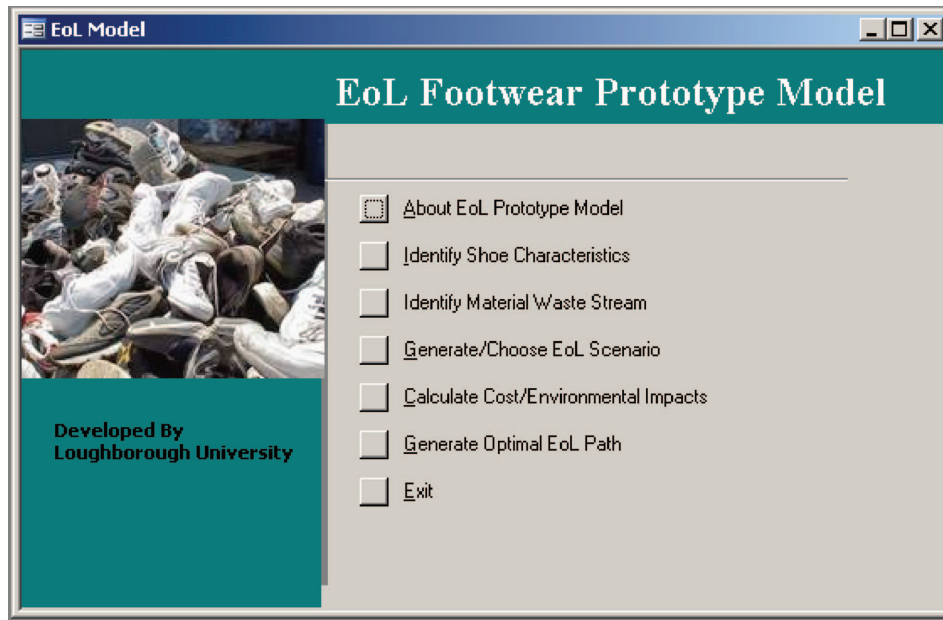 EoL Model
EoL Footwear Prototype Model
About EoL Prototype Model
Identify Shoe Characteristics
Identify Material Waste Stream
Generate/Choose EoL Scenario
Calculate Cost/Environmental Impacts
Generate Optimal EoL Path
Exit
Developed By
Loughborough University